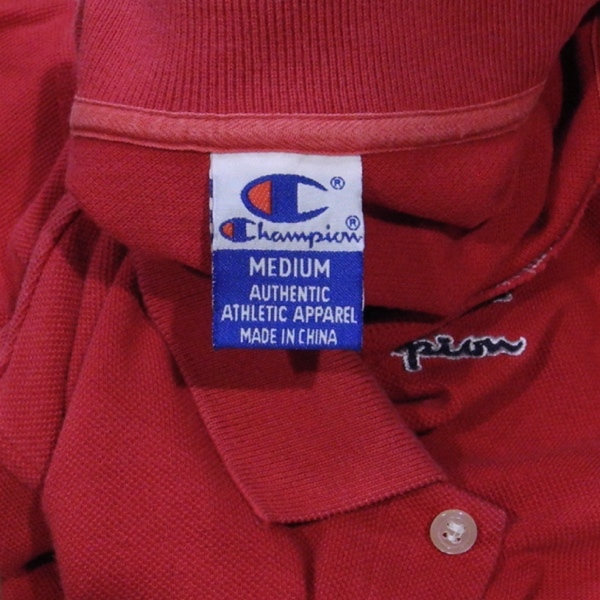 ®
Champion®
MEDIUM
AUTHENTIC
ATHLETIC APPAREL
MADE IN CHINA
pion